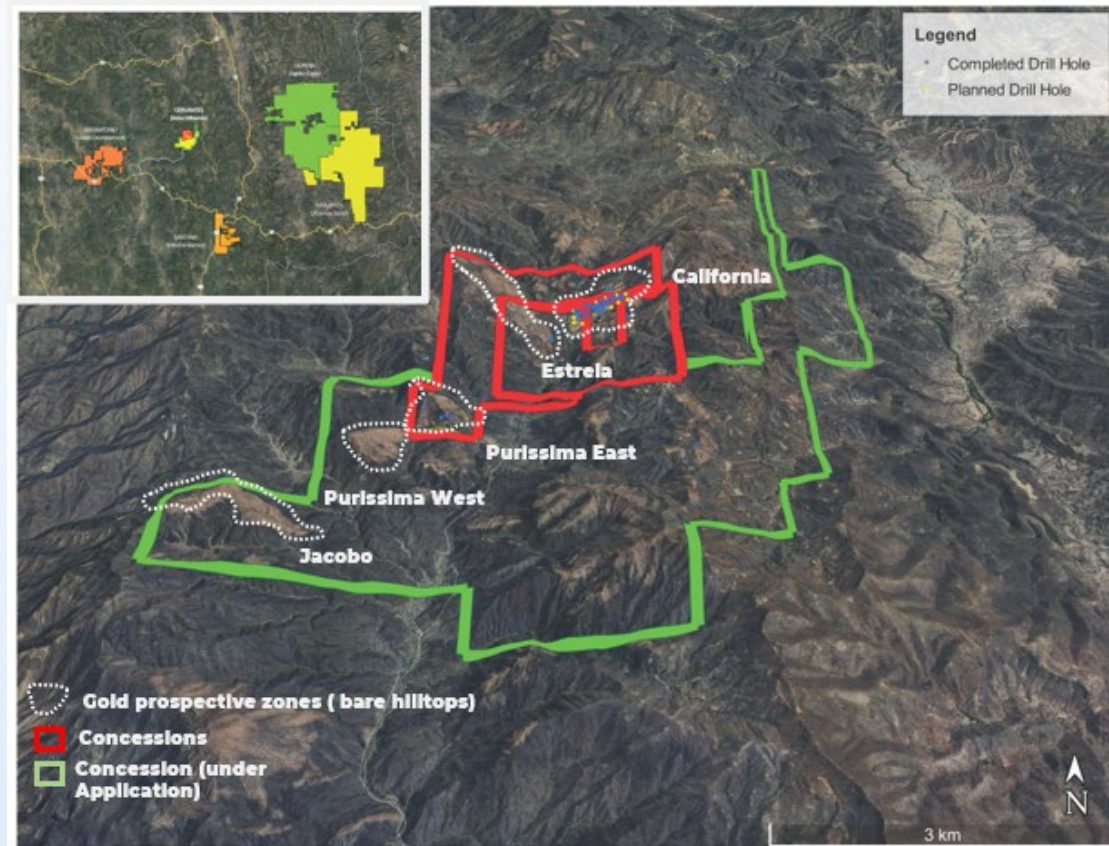 Legend
Completed Drill Hole
Planned Drill Hole
California
Estrela
Purissima East
Purissima West
Jacobo
Gold prospective zones ( bare hilltops)
Concessions
Concession (under
Application)
N
3 km